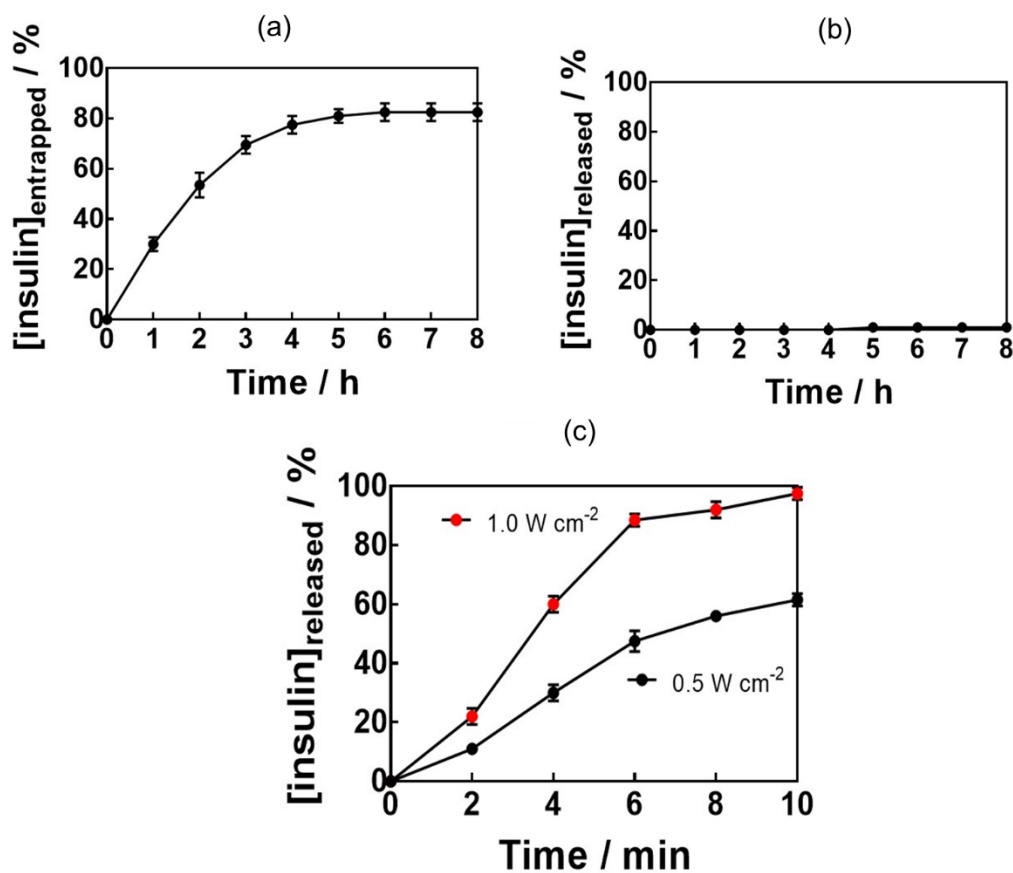 (a)
[insulin]entrapped / %
100
80
60
40
20
0
0 1 2 3 4 5 6 7 8
Time / h
(b)
[insulin]released / %
100
80
60
40
20
0
0 1 2 3 4 5 6 7 8
Time / h
(c)
[insulin]released / %
100
80
60
40
20
0
1.0 W cm-2
0.5 W cm-2
0 2 4 6 8 10
Time / min